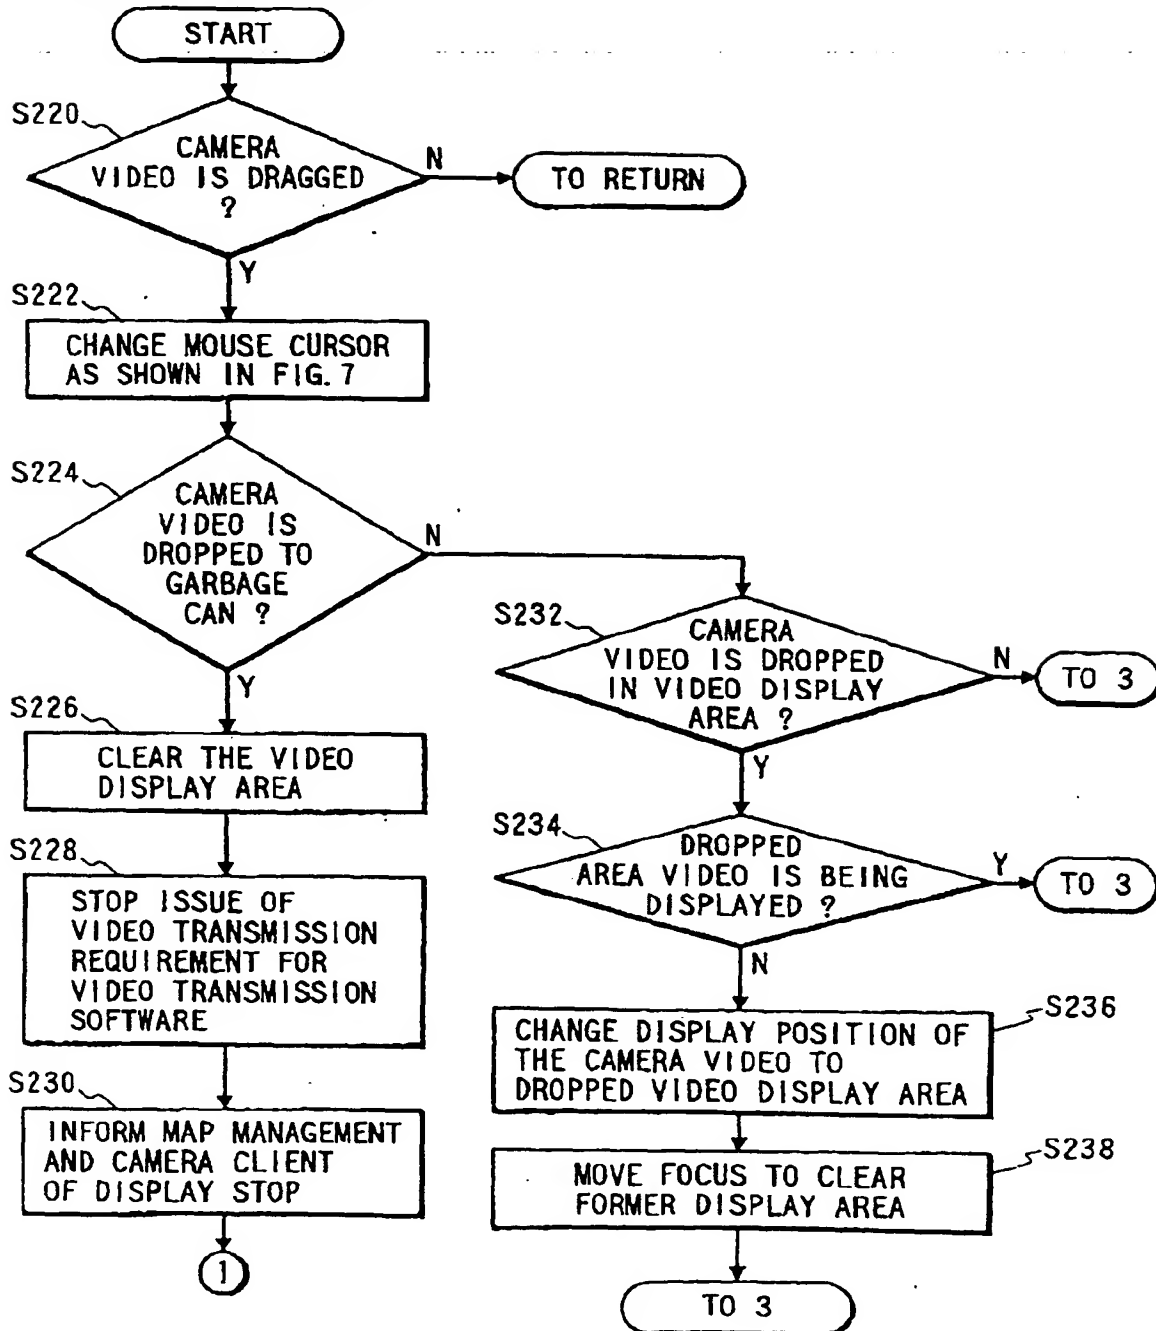 START
S220
CAMERA
VIDEO IS DRAGGED
?
N
TO RETURN
Y
S222
CHANGE MOUSE CURSOR
AS SHOWN IN FIG. 7
S224
CAMERA
VIDEO IS
DROPPED TO
GARBAGE
CAN ?
N
Y
S226
CLEAR THE VIDEO
DISPLAY AREA
S228
STOP ISSUE OF
VIDEO TRANSMISSION
REQUIREMENT FOR
VIDEO TRANSMISSION
SOFTWARE
S230
INFORM MAP MANAGEMENT
AND CAMERA CLIENT
OF DISPLAY STOP
1
S232
CAMERA
VIDEO IS DROPPED
IN VIDEO DISPLAY
AREA ?
N
TO 3
Y
S234
DROPPED
AREA VIDEO IS BEING
DISPLAYED ?
Y
TO 3
N
S236
CHANGE DISPLAY POSITION OF
THE CAMERA VIDEO TO
DROPPED VIDEO DISPLAY AREA
S238
MOVE FOCUS TO CLEAR
FORMER DISPLAY AREA
TO 3